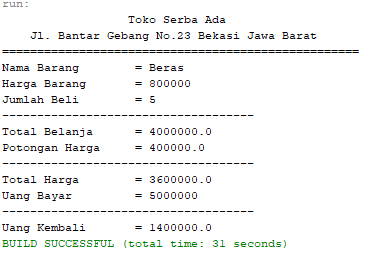 run:
Toko Serba Ada
Jl. Bantar Gebang No.23 Bekasi Jawa Barat
===================================================
Nama Barang = Beras
Harga Barang = 800000
Jumlah Beli = 5
------------------------------------
Total Belanja = 4000000.0
Potongan Harga = 400000.0
------------------------------------
Total Harga = 3600000.0
Uang Bayar = 5000000
------------------------------------
Uang Kembali = 1400000.0
BUILD SUCCESSFUL (total time: 31 seconds)